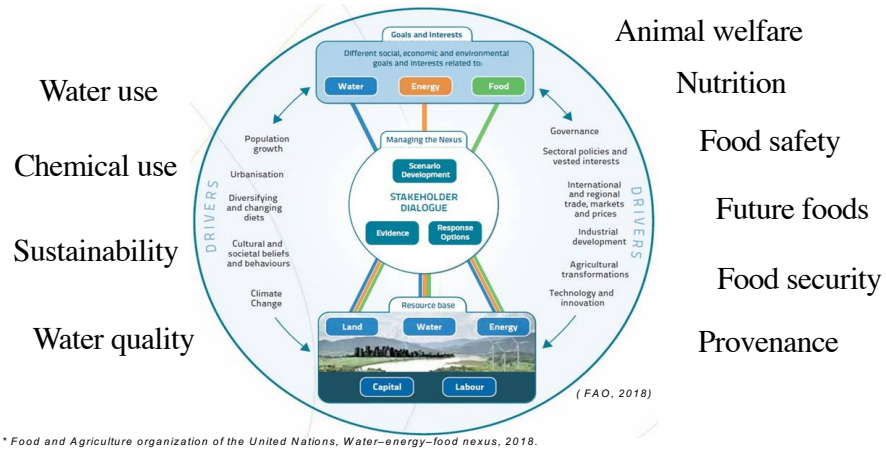 Water use
Chemical use
Sustainability
Water quality
Goals and Interests
Different social, economic and environmental
goals and interests related to:
Water
Energy
Food
Managing the Nexus
Scenario
Development
STAKEHOLDER
DIALOGUE
Evidence
Response
Options
DRIVERS
Population
growth
Urbanisation
Diversifying
and changing
diets
Cultural and
societal beliefs
and behaviours
Climate
Change
Governance
Sectoral policies and
vested interests
International
and regional
trade, markets
and prices
Industrial
development
Agricultural
transformations
Technology and
innovation
DRIVERS
Resource base
Land
Water
Energy
Capital
Labour
(FAO, 2018)
Animal welfare
Nutrition
Food safety
Future foods
Food security
Provenance
* Food and Agriculture organization of the United Nations, Water–energy–food nexus, 2018.